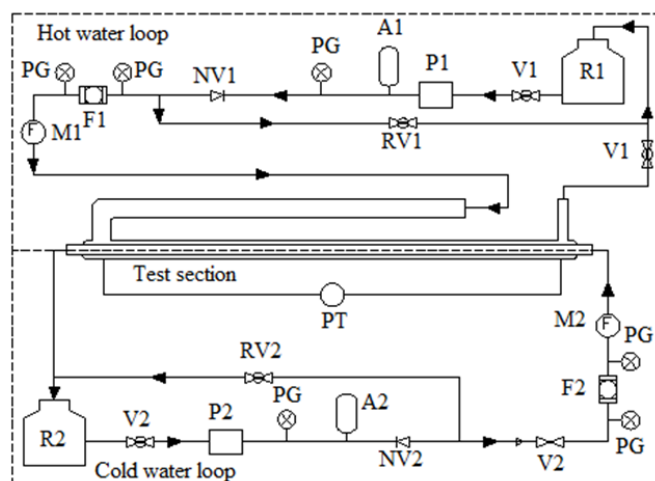 Hot water loop
A1
PG
PG
NV1
PG
P1
V1
R1
F1
F
M1
RV1
V1
Test section
PT
M2
F
PG
RV2
F2
PG
A2
V2
P2
R2
NV2
V2
PG
Cold water loop